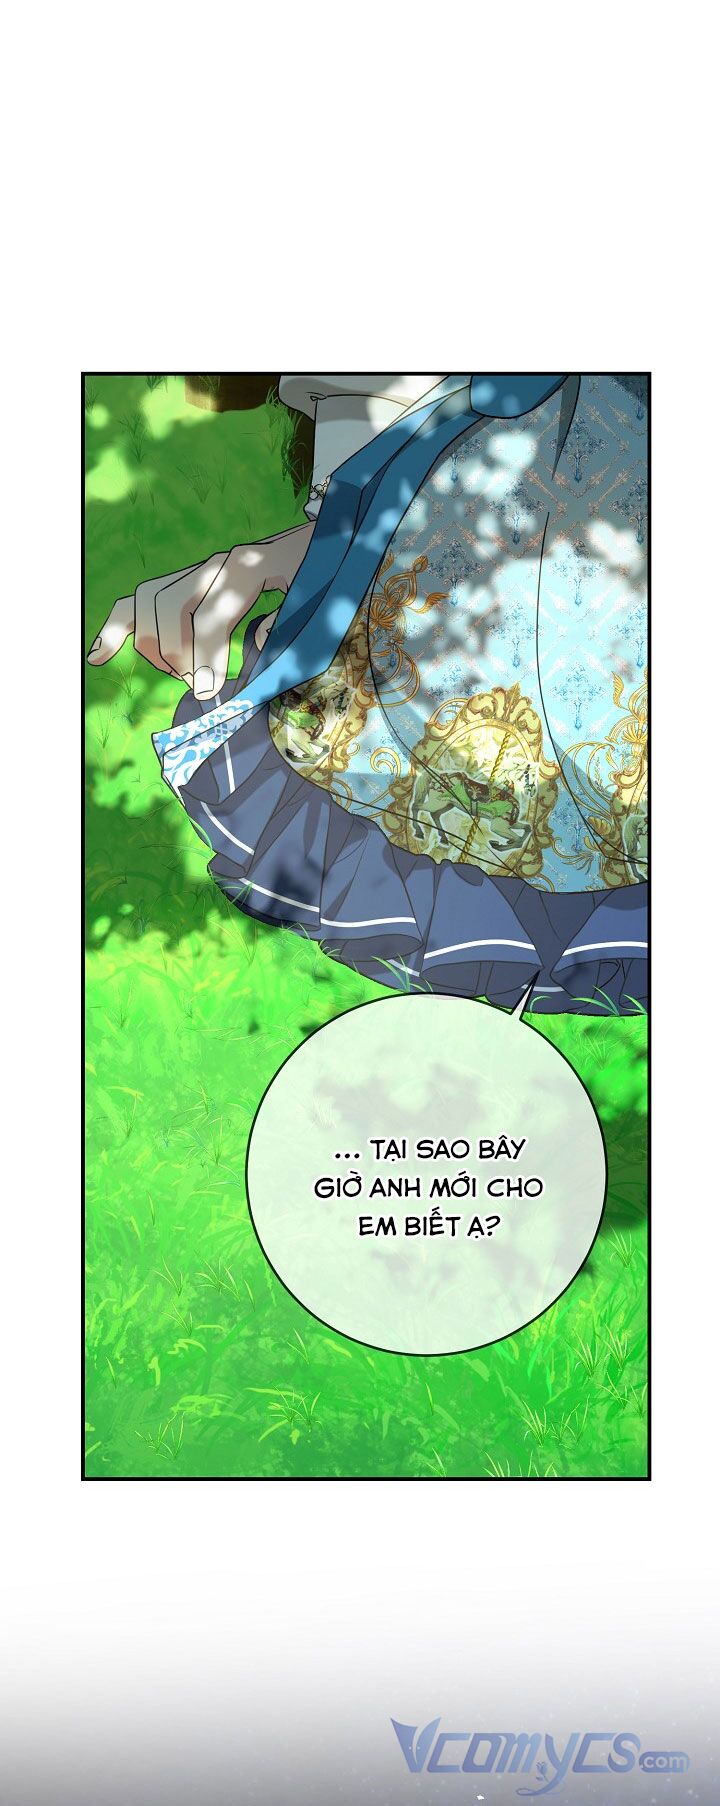 ... TẠI SAO BÂY
GIỜ ANH MỚI CHO
EM BIẾT Ạ?
VCOMYCS.com